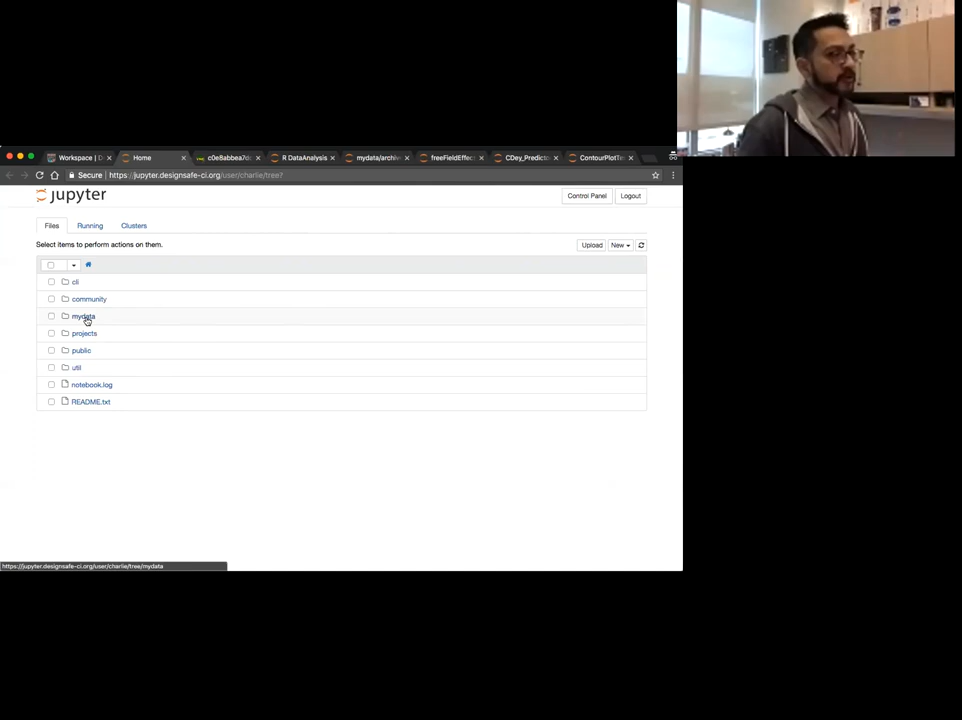 Workspace | D
Home
c0e8abbea7d
R DataAnalysis
mydata/archiv
freeFieldEffect
CDey_Predicto
ContourPlotTim
Secure | https://jupyter.designsafe-ci.org/user/charlie/tree?
jupyter
Control Panel
Logout
Files
Running
Clusters
Select items to perform actions on them.
Upload
New
cli
community
mydata
projects
public
util
notebook.log
README.txt
https://jupyter.designsafe-ci.org/user/charlie/tree/mydata